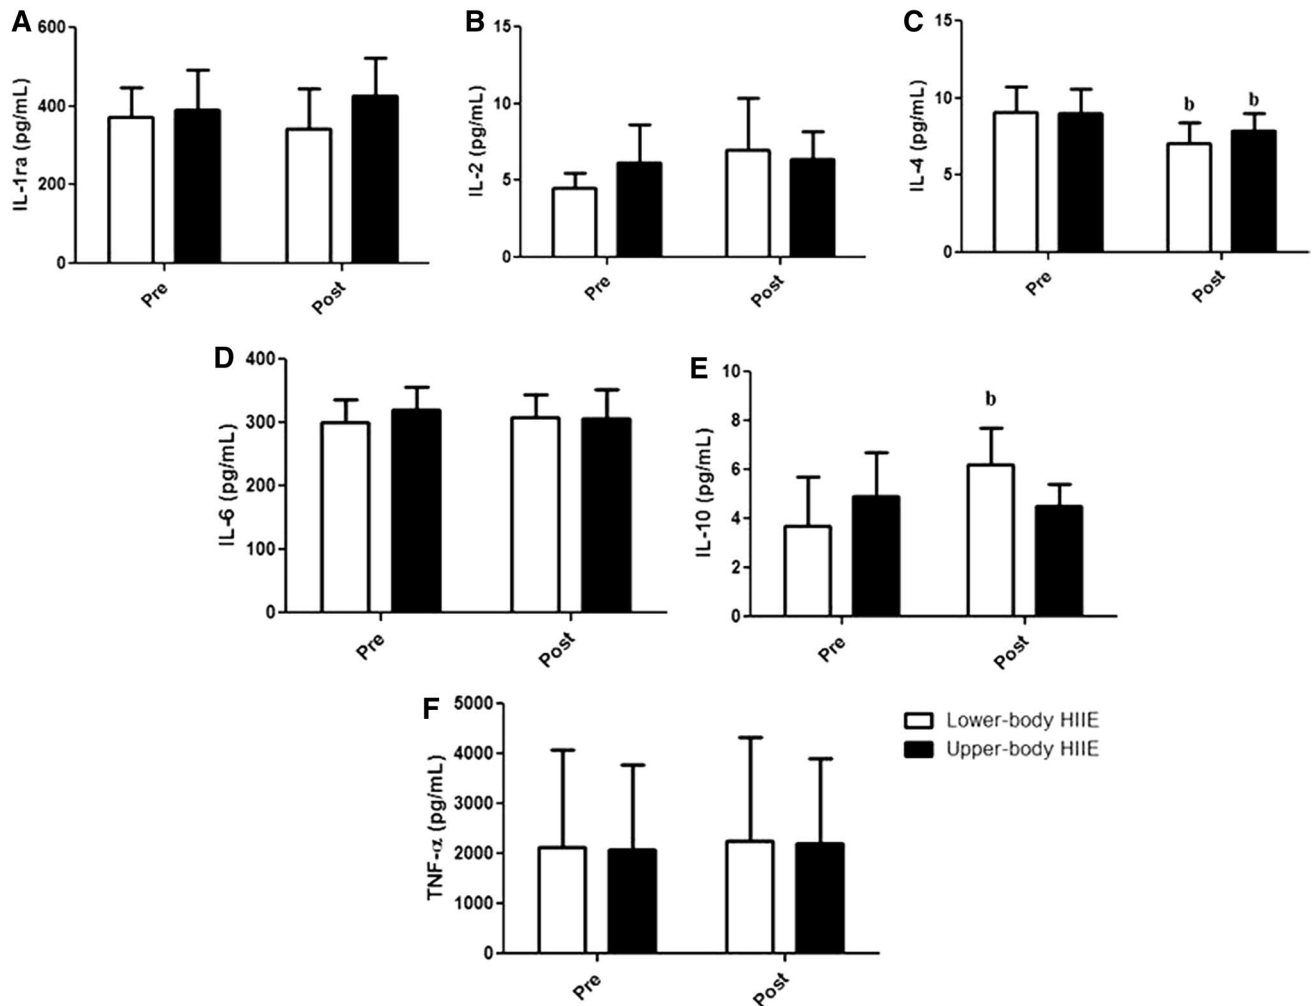 A
IL-1ra (pg/mL)
600
400
200
0
Pre
Post
B
IL-2 (pg/mL)
15
10
5
0
Pre
Post
C
IL-4 (pg/mL)
15
10
5
0
b
b
Pre
Post
D
IL-6 (pg/mL)
400
300
200
100
0
Pre
Post
E
IL-10 (pg/mL)
10
8
6
4
2
0
b
Pre
Post
F
TNF-α (pg/mL)
5000
4000
3000
2000
1000
0
Pre
Post
Lower-body HIIE
Upper-body HIIE